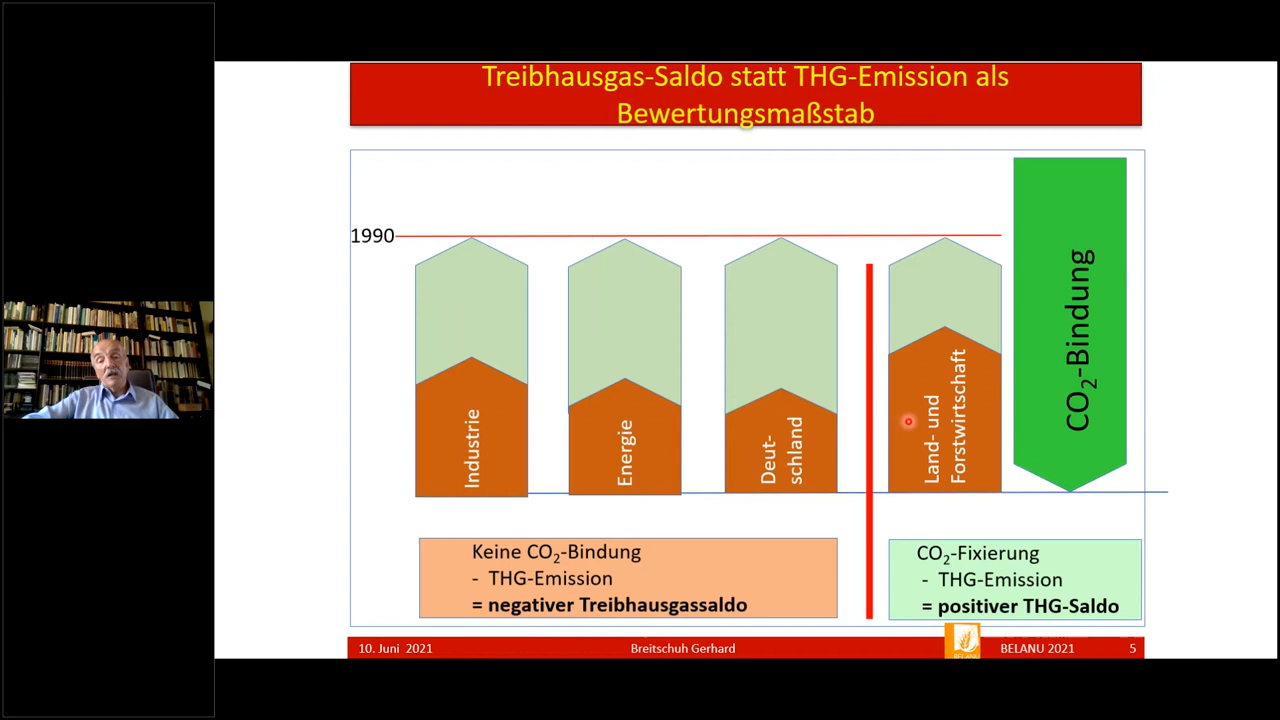 Treibhausgas-Saldo statt THG-Emission als
Bewertungsmaßstab
1990
Industrie
Energie
Deut-
schland
Land- und
Forstwirtschaft
CO₂-Bindung
Keine CO₂-Bindung
- THG-Emission
= negativer Treibhausgassaldo
CO₂-Fixierung
- THG-Emission
= positiver THG-Saldo
10. Juni 2021
Breitschuh Gerhard
BELANU
BELANU 2021
5